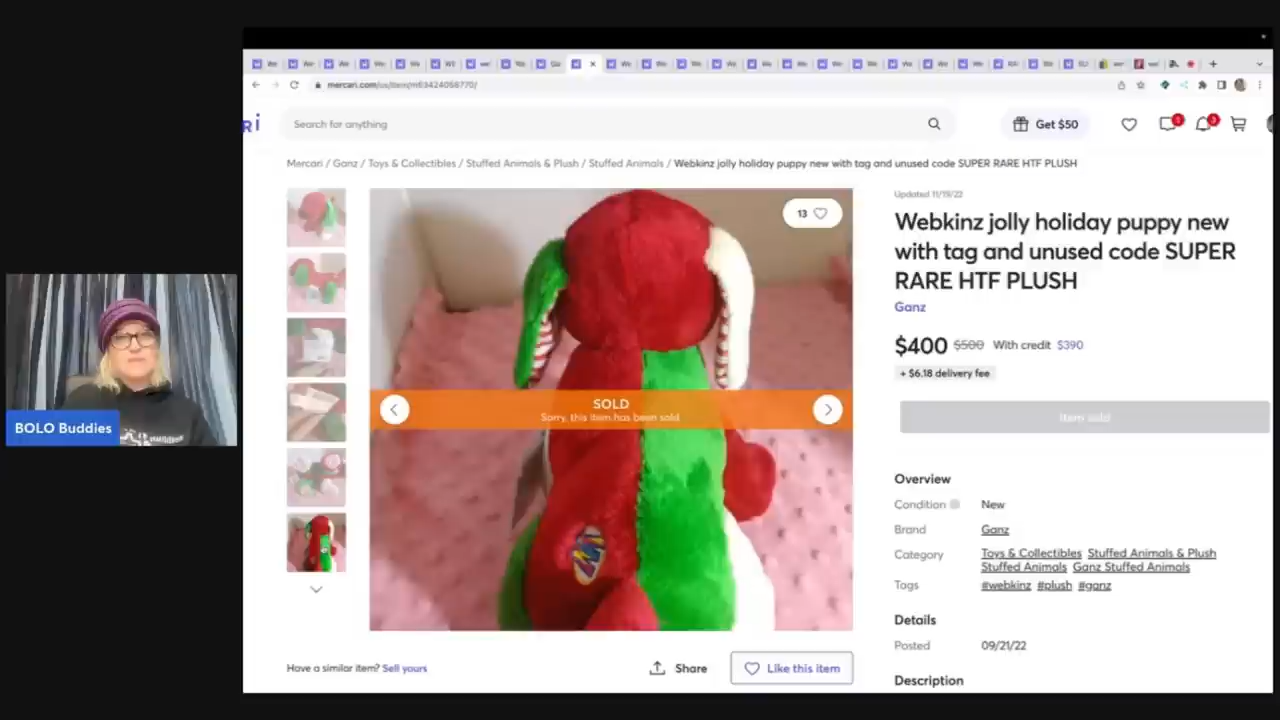 mercari.com/us/item/m63424056770/
Search for anything
Get $50
Mercari / Ganz / Toys & Collectibles / Stuffed Animals & Plush / Stuffed Animals / Webkinz jolly holiday puppy new with tag and unused code SUPER RARE HTF PLUSH
13
Updated 11/19/22
Webkinz jolly holiday puppy new
with tag and unused code SUPER
RARE HTF PLUSH
Ganz
$400 $500 With credit $390
+ $6.18 delivery fee
SOLD
Sorry, this item has been sold
Item sold
BOLO Buddies
Overview
Condition New
Brand Ganz
Category Toys & Collectibles Stuffed Animals & Plush
Stuffed Animals Ganz Stuffed Animals
Tags #webkinz #plush #ganz
Details
Posted 09/21/22
Have a similar item? Sell yours
Share
Like this item
Description